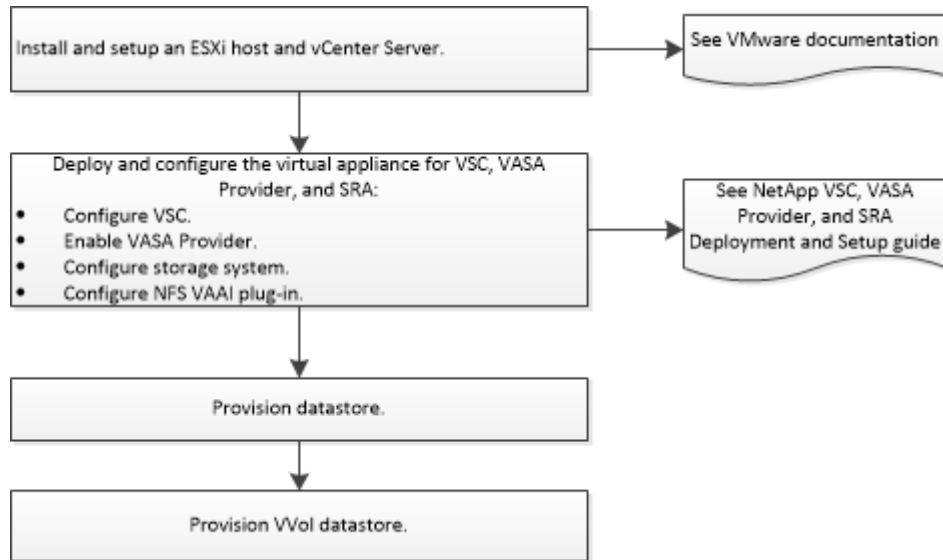 Install and setup an ESXi host and vCenter Server.
See VMware documentation
Deploy and configure the virtual appliance for VSC, VASA
Provider, and SRA:
• Configure VSC.
• Enable VASA Provider.
• Configure storage system.
• Configure NFS VAAI plug-in.
See NetApp VSC, VASA
Provider, and SRA
Deployment and Setup guide
Provision datastore.
Provision VVol datastore.